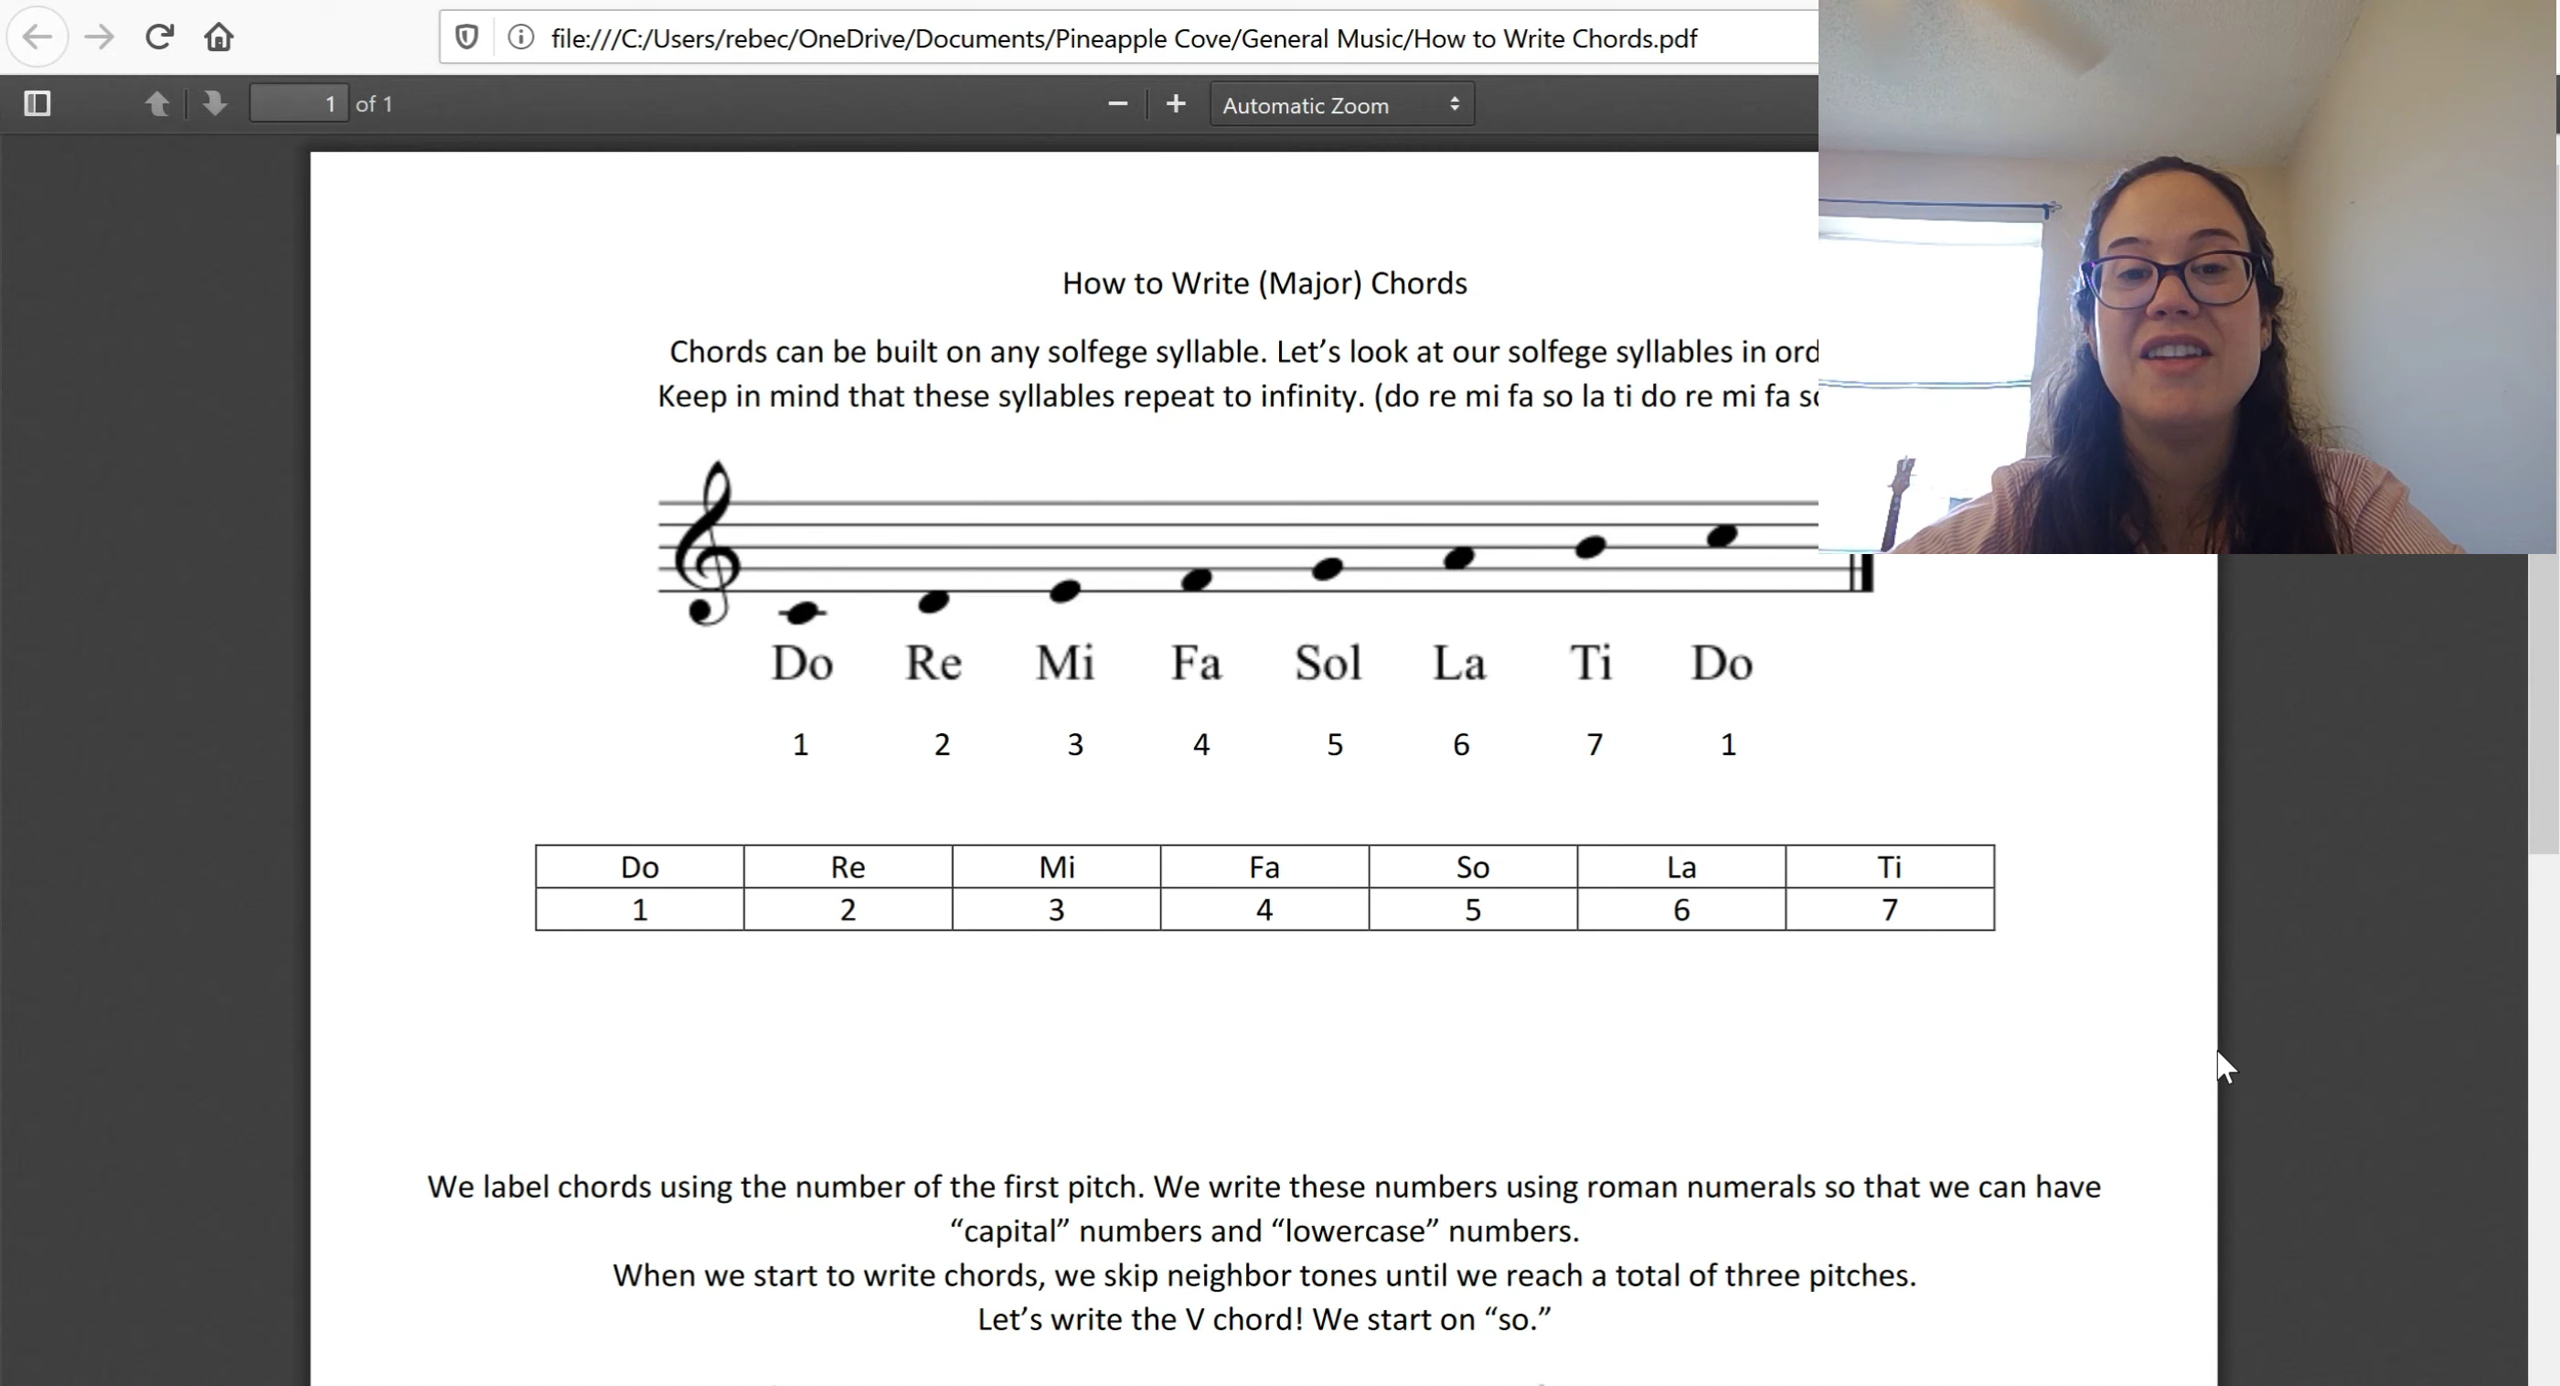 file:///C:/Users/rebec/OneDrive/Documents/Pineapple Cove/General Music/How to Write Chords.pdf
1 of 1
Automatic Zoom
How to Write (Major) Chords
Chords can be built on any solfege syllable. Let’s look at our solfege syllables in
Keep in mind that these syllables repeat to infinity. (do re mi fa so la ti do re mi fa
Do Re Mi Fa Sol La Ti Do
1 2 3 4 5 6 7 1
Do Re Mi Fa So La Ti
1 2 3 4 5 6 7
We label chords using the number of the first pitch. We write these numbers using roman numerals so that we can have
“capital” numbers and “lowercase” numbers.
When we start to write chords, we skip neighbor tones until we reach a total of three pitches.
Let’s write the V chord! We start on “so.”